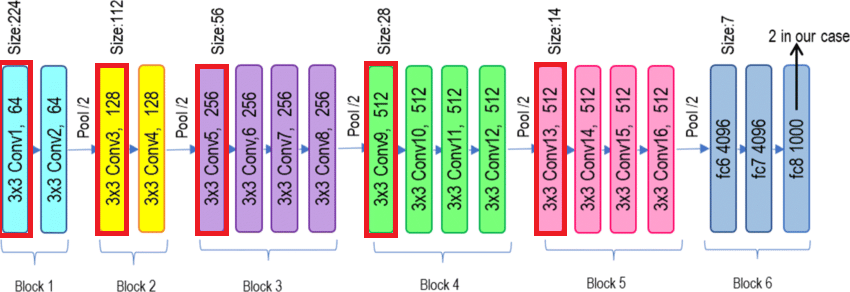 Size:224
3x3 Conv1, 64
3x3 Conv2, 64
Pool /2
Size:112
3x3 Conv3, 128
3x3 Conv4, 128
Pool /2
Size:56
3x3 Conv5, 256
3x3 Conv,6 256
3x3 Conv7, 256
3x3 Conv8, 256
Pool /2
Size:28
3x3 Conv9, 512
3x3 Conv10, 512
3x3 Conv11, 512
3x3 Conv12, 512
Pool /2
Size:14
3x3 Conv13, 512
3x3 Conv14, 512
3x3 Conv15, 512
3x3 Conv16, 512
Pool /2
Size:7
fc6 4096
fc7 4096
fc8 1000
2 in our case
Block 1
Block 2
Block 3
Block 4
Block 5
Block 6